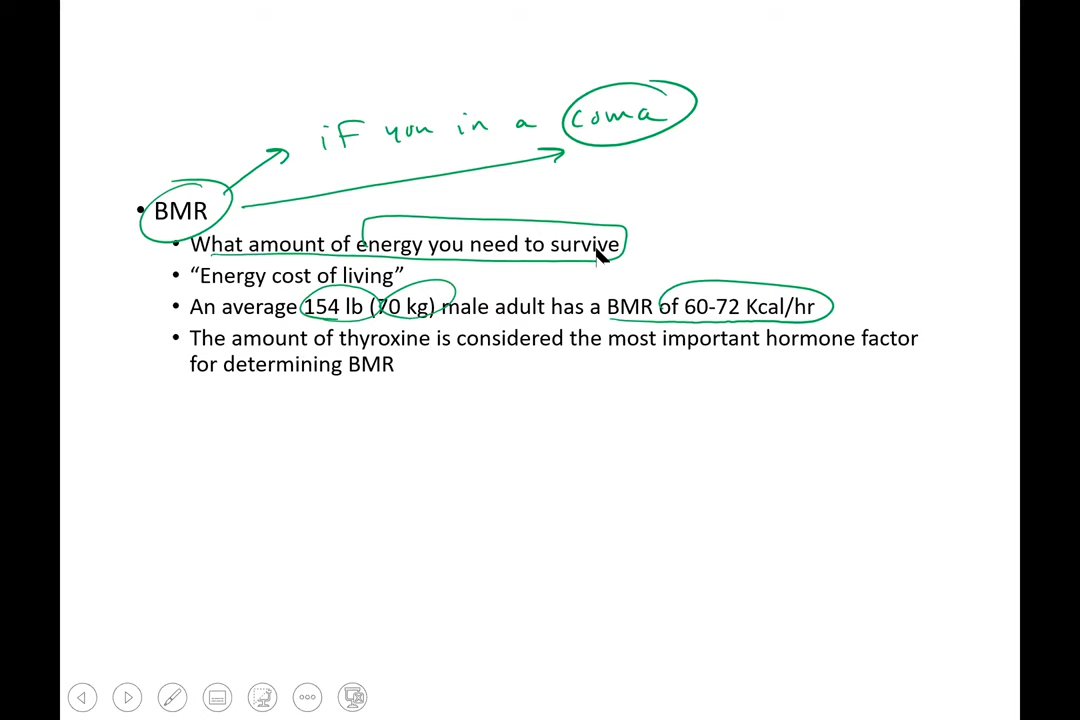 if you in a coma
• BMR
• What amount of energy you need to survive
• “Energy cost of living”
• An average 154 lb (70 kg) male adult has a BMR of 60-72 Kcal/hr
• The amount of thyroxine is considered the most important hormone factor
for determining BMR